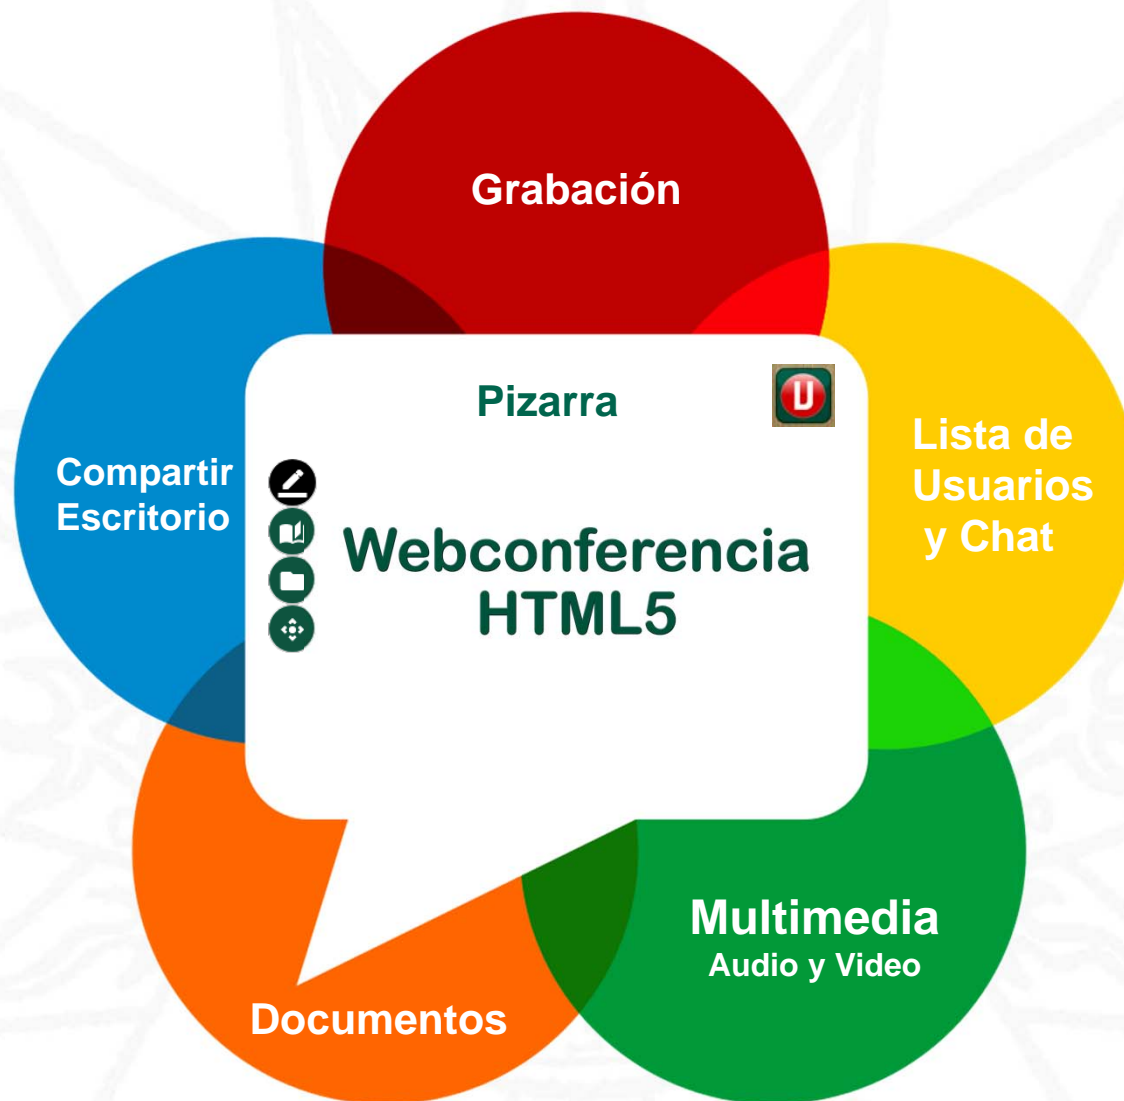 Grabación
Pizarra
U
Compartir
Escritorio
Lista de
Usuarios
y Chat
Webconferencia
HTML5
Multimedia
Audio y Video
Documentos